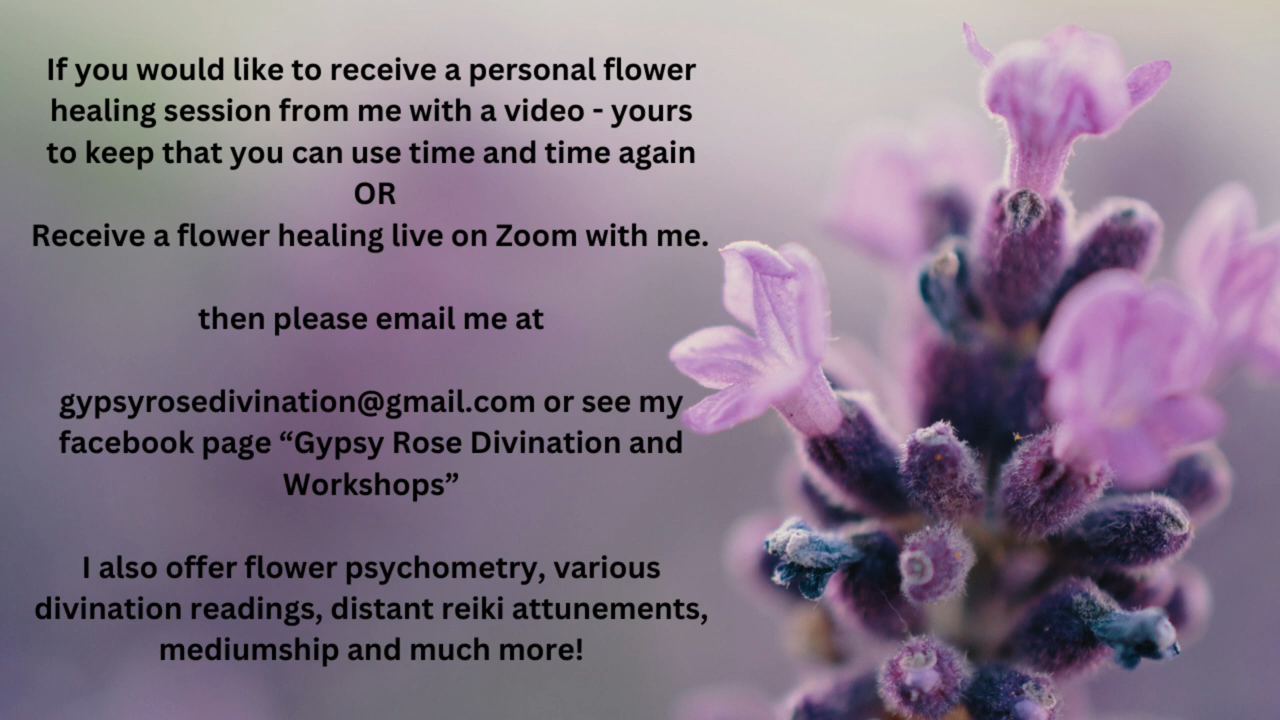 If you would like to receive a personal flower
healing session from me with a video - yours
to keep that you can use time and time again
OR
Receive a flower healing live on Zoom with me.
then please email me at
gypsyrosedivination@gmail.com or see my
facebook page “Gypsy Rose Divination and
Workshops”
I also offer flower psychometry, various
divination readings, distant reiki attunements,
mediumship and much more!